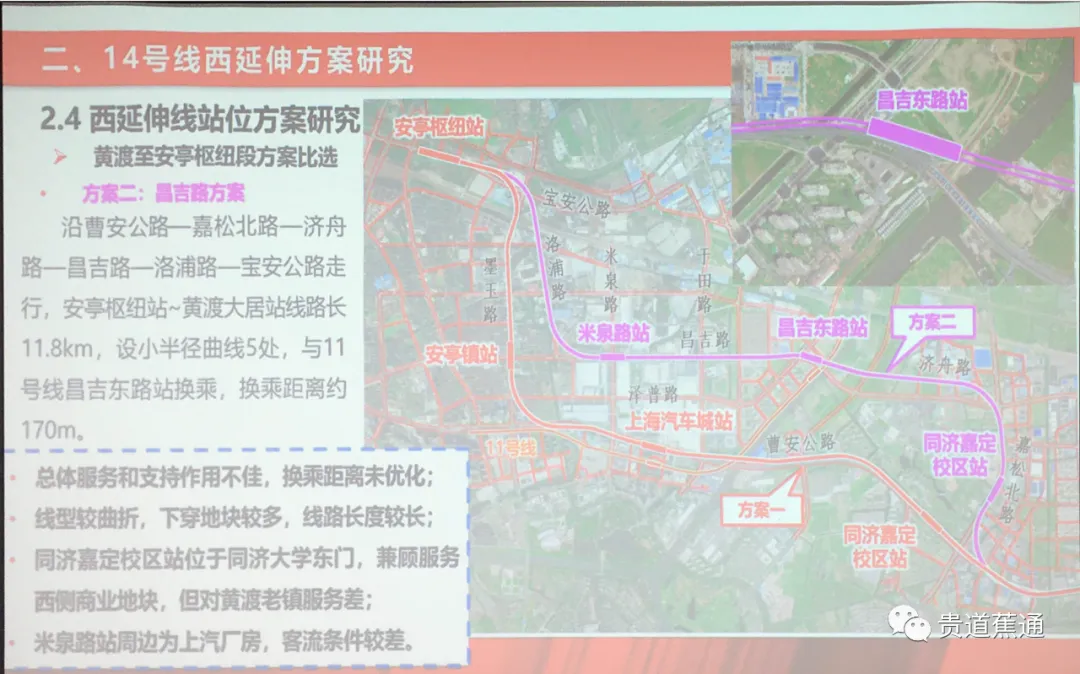 二、14号线西延伸方案研究
2.4 西延伸线站位方案研究
黄渡至安亭枢纽段方案比选
方案二：昌吉路方案
沿曹安公路—嘉松北路—济舟
路—昌吉路—洛浦路—宝安公路走
行，安亭枢纽站~黄渡大居站线路长
11.8km，设小半径曲线5处，与11
号线昌吉东路站换乘，换乘距离约
170m。
总体服务和支持作用不佳，换乘距离未优化；
线型较曲折，下穿地块较多，线路长度较长；
同济嘉定校区站位于同济大学东门，兼顾服务
西侧商业地块，但对黄渡老镇服务差；
米泉路站周边为上汽厂房，客流条件较差。
昌吉东路站
安亭枢纽站
宝安公路
洛浦路
米泉路
于田路
墨玉路
米泉路站
昌吉路
昌吉东路站
方案二
济舟路
安亭镇站
泽普路
上海汽车城站
11号线
曹安公路
同济嘉定
校区站
嘉松北路
方案一
同济嘉定
校区站
贵道蕉通